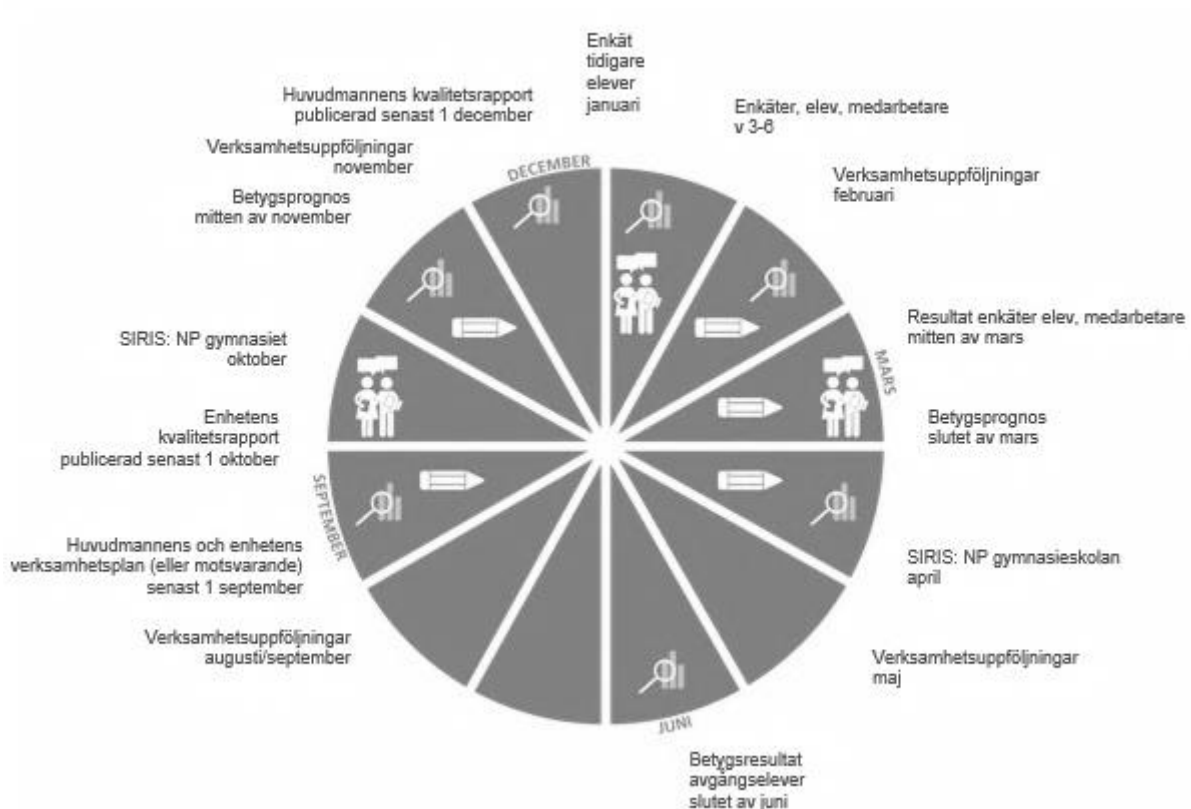 Enkät
tidigare
elever
januari
Enkäter, elev, medarbetare
v 3-6
Verksamhetsuppföljningar
februari
Resultat enkäter elev, medarbetare
mitten av mars
MARS
Betygsprognos
slutet av mars
SIRIS: NP gymnasieskolan
april
Verksamhetsuppföljningar
maj
JUNI
Betygsresultat
avgångselever
slutet av juni
Verksamhetsuppföljningar
augusti/september
Huvudmannens och enhetens
verksamhetsplan (eller motsvarande)
senast 1 september
SEPTEMBER
Enhetens
kvalitetsrapport
publicerad senast 1 oktober
SIRIS: NP gymnasiet
oktober
Betygsprognos
mitten av november
Verksamhetsuppföljningar
november
Huvudmannens kvalitetsrapport
publicerad senast 1 december
DECEMBER